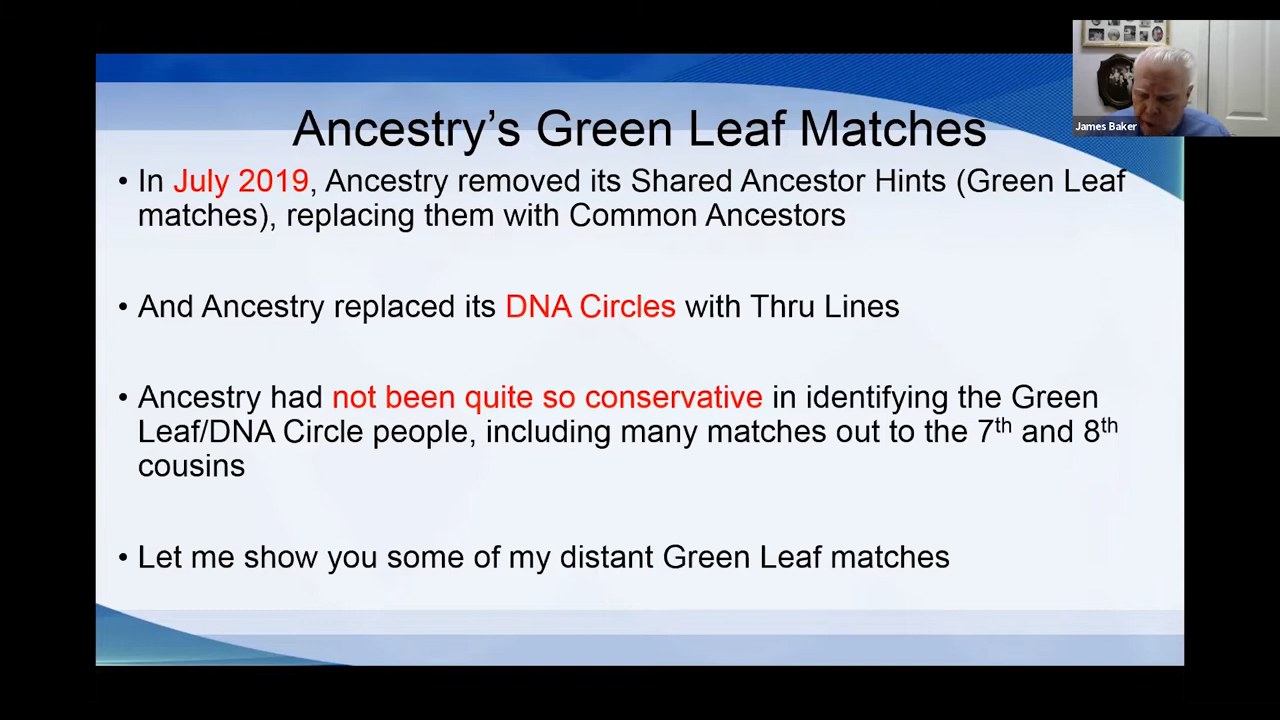 Ancestry's Green Leaf Matches
• In July 2019, Ancestry removed its Shared Ancestor Hints (Green Leaf
matches), replacing them with Common Ancestors
• And Ancestry replaced its DNA Circles with Thru Lines
• Ancestry had not been quite so conservative in identifying the Green
Leaf/DNA Circle people, including many matches out to the 7th and 8th
cousins
• Let me show you some of my distant Green Leaf matches
James Baker